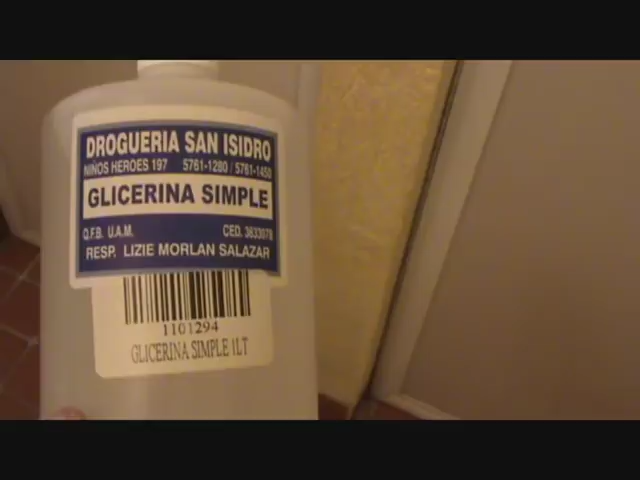 DROGUERIA SAN ISIDRO
NIÑOS HEROES 197 5761-1280 / 5761-1450
GLICERINA SIMPLE
Q.F.B. U.A.M. CED. 3633078
RESP. LIZIE MORLAN SALAZAR
1101294
GLICERINA SIMPLE 1LT